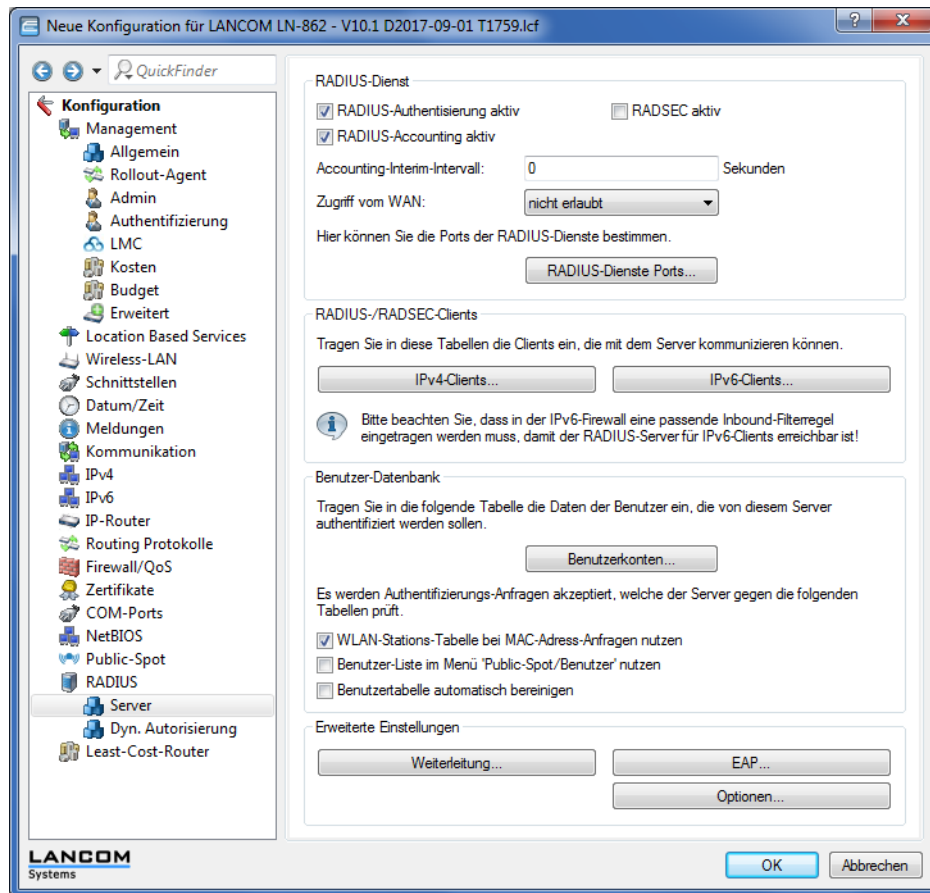 Neue Konfiguration für LANCOM LN-862 - V10.1 D2017-09-01 T1759.lcf
QuickFinder
Konfiguration
Management
Allgemein
Rollout-Agent
Admin
Authentifizierung
LMC
Kosten
Budget
Erweitert
Location Based Services
Wireless-LAN
Schnittstellen
Datum/Zeit
Meldungen
Kommunikation
IPv4
IPv6
IP-Router
Routing Protokolle
Firewall/QoS
Zertifikate
COM-Ports
NetBIOS
Public-Spot
RADIUS
Server
Dyn. Autorisierung
Least-Cost-Router
RADIUS-Dienst
RADIUS-Authentisierung aktiv
RADSEC aktiv
RADIUS-Accounting aktiv
Accounting-Interim-Intervall: 0 Sekunden
Zugriff vom WAN: nicht erlaubt
Hier können Sie die Ports der RADIUS-Dienste bestimmen.
RADIUS-Dienste Ports...
RADIUS-/RADSEC-Clients
Tragen Sie in diese Tabellen die Clients ein, die mit dem Server kommunizieren können.
IPv4-Clients...
IPv6-Clients...
Bitte beachten Sie, dass in der IPv6-Firewall eine passende Inbound-Filterregel
eingetragen werden muss, damit der RADIUS-Server für IPv6-Clients erreichbar ist!
Benutzer-Datenbank
Tragen Sie in die folgende Tabelle die Daten der Benutzer ein, die von diesem Server
authentifiziert werden sollen.
Benutzerkonten...
Es werden Authentifizierungs-Anfragen akzeptiert, welche der Server gegen die folgenden
Tabellen prüft.
WLAN-Stations-Tabelle bei MAC-Adress-Anfragen nutzen
Benutzer-Liste im Menü 'Public-Spot/Benutzer' nutzen
Benutzertabelle automatisch bereinigen
Erweiterte Einstellungen
Weiterleitung...
EAP...
Optionen...
LANCOM
Systems
OK
Abbrechen